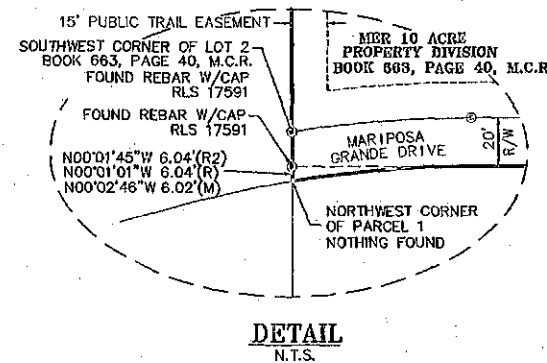 15' PUBLIC TRAIL EASEMENT
SOUTHWEST CORNER OF LOT 2
BOOK 663, PAGE 40, M.C.R.
FOUND REBAR W/CAP
RLS 17591
FOUND REBAR W/CAP
RLS 17591
N00°01'45"W 6.04'(R2)
N00°01'01"W 6.04'(R)
N00°02'46"W 6.02'(M)
MER 10 ACRE
PROPERTY DIVISION
BOOK 663, PAGE 40, M.C.R.
MARIPOSA
GRANDE DRIVE
20'
R/W
NORTHWEST CORNER
OF PARCEL 1
NOTHING FOUND
DETAIL
N.T.S.